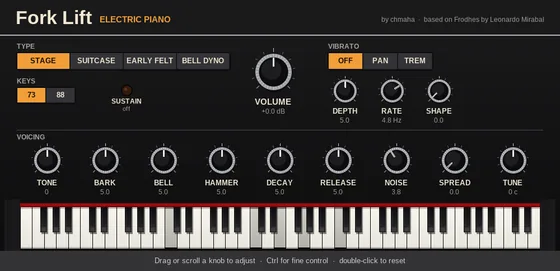 Fork Lift ELECTRIC PIANO
by chmaha · based on Frodhes by Leonardo Mirabal
TYPE
STAGE SUITCASE EARLY FELT BELL DYNO
KEYS
73 88
SUSTAIN
off
VOLUME
+0.0 dB
VIBRATO
OFF PAN TREM
DEPTH RATE SHAPE
5.0 4.8 Hz 0.0
VOICING
TONE BARK BELL HAMMER DECAY RELEASE NOISE SPREAD TUNE
0 5.0 5.0 5.0 5.0 5.0 3.8 0.0 0 c
Drag or scroll a knob to adjust · Ctrl for fine control · double-click to reset